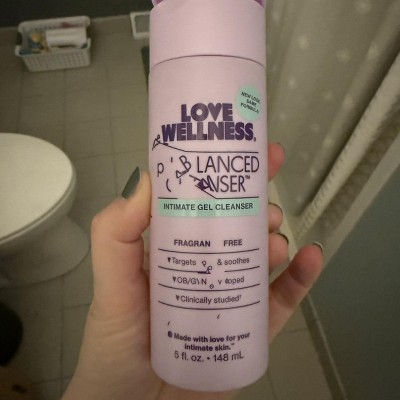 NEW LOOK,
SAME
FORMULA!
LOVE
WELLNESS®
LANCED
INTIMATE GEL CLEANSER
FRAGRAN FREE
Targets & soothes
OB/GYN
Clinically studied†
Made with love for your
intimate skin.™
5 fl. oz. • 148 mL